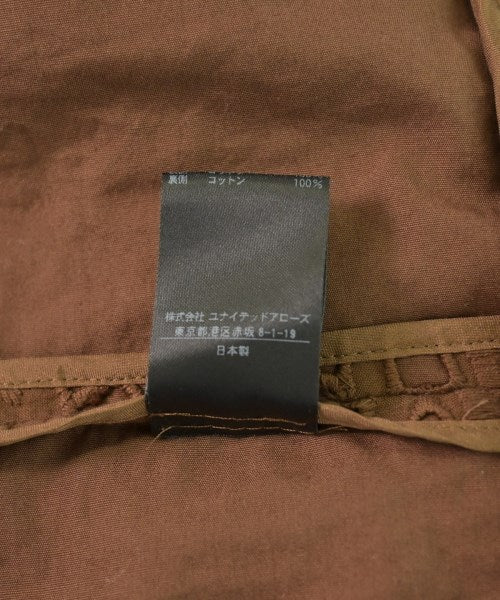 裏側 コットン 100%
株式会社 ユナイテッドアローズ
東京都港区赤坂 8-1-19
日本製